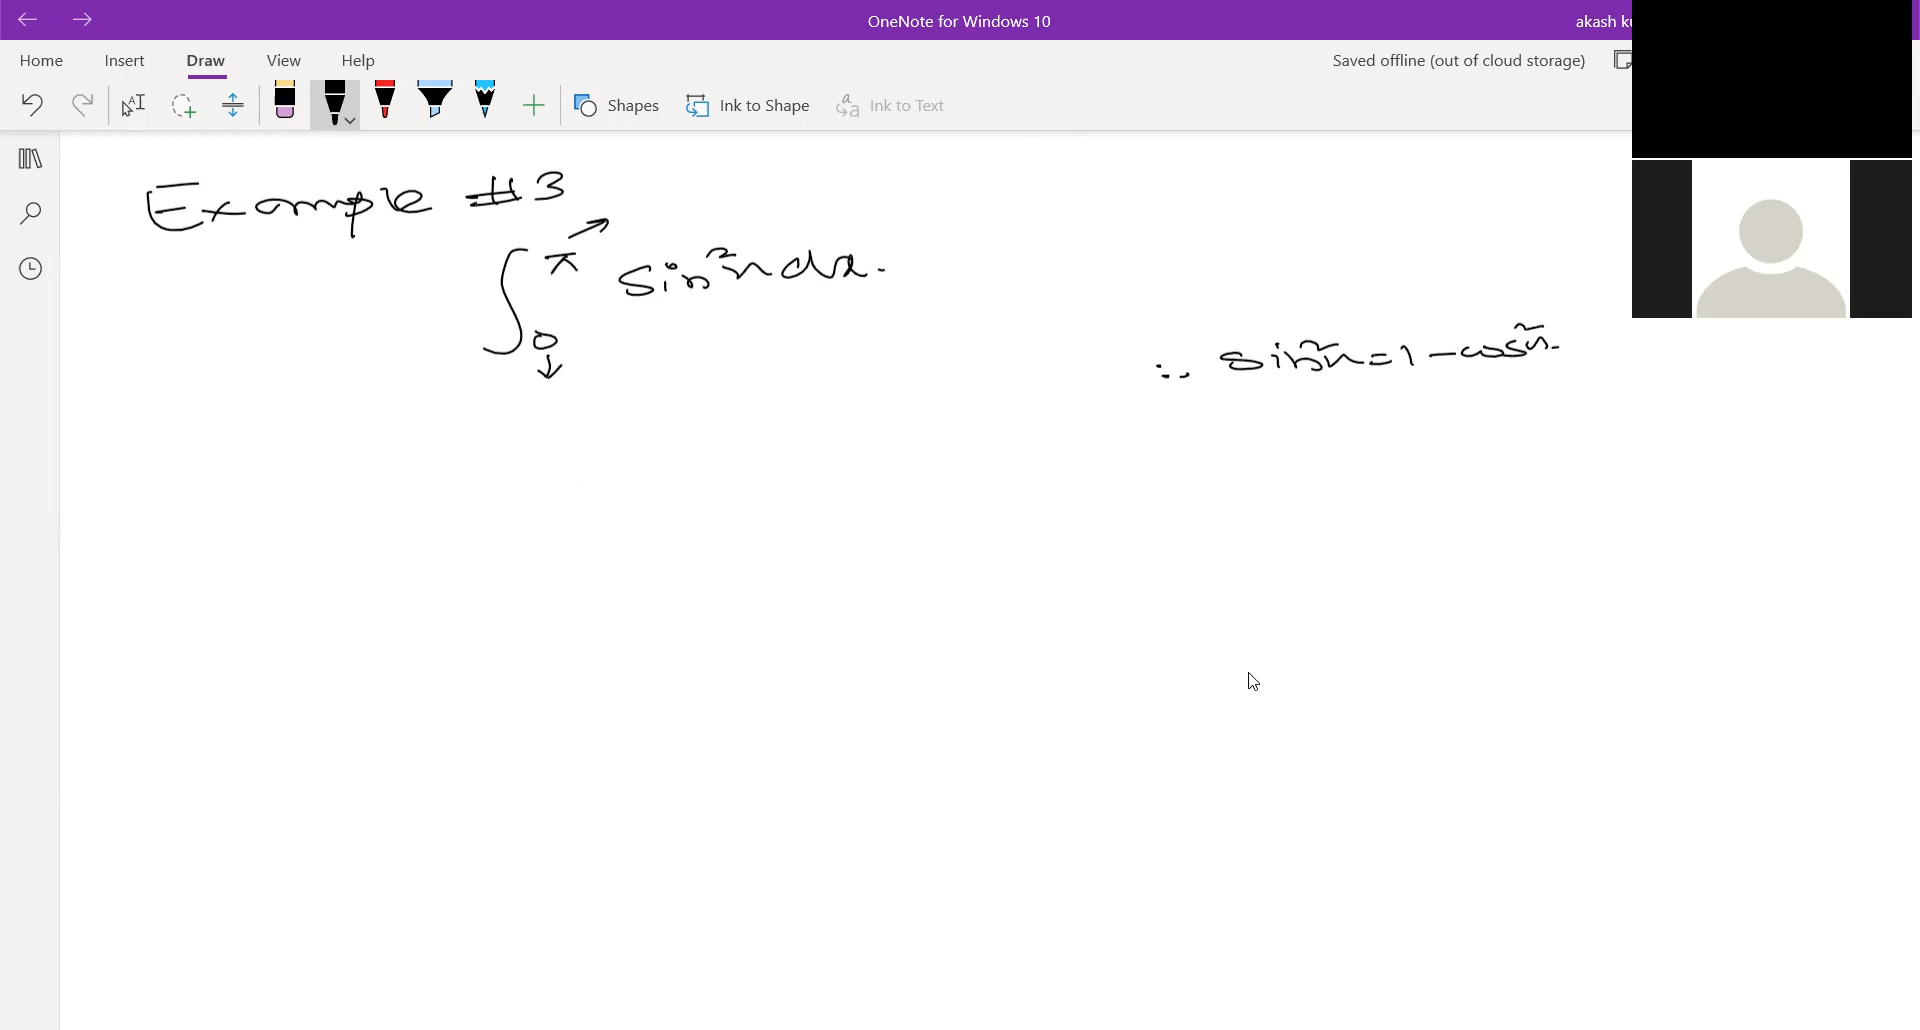 OneNote for Windows 10
akash ku
Home Insert Draw View Help
Saved offline (out of cloud storage)
Shapes Ink to Shape Ink to Text
Example #3
∫₀^π sin²x dx.
∵ sin²x = 1 − cos²x.